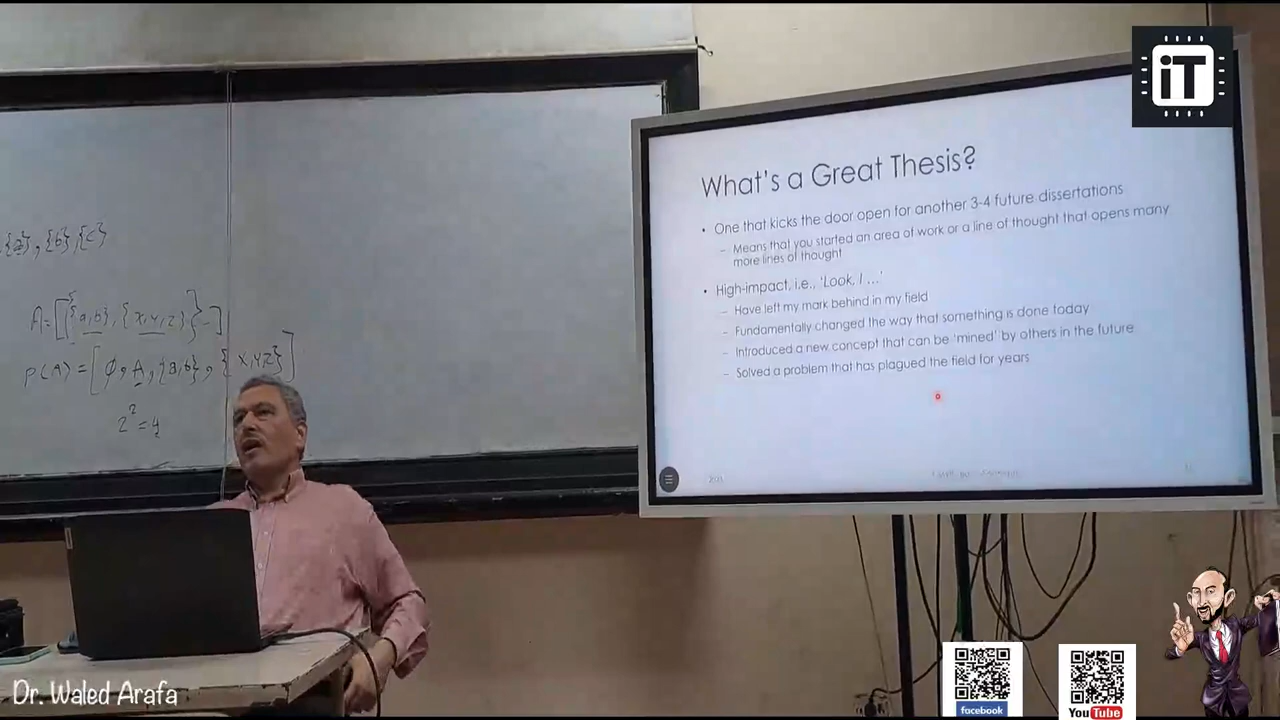 iT
What's a Great Thesis?
• One that kicks the door open for another 3-4 future dissertations
– Means that you started an area of work or a line of thought that opens many
more lines of thought
• High-impact, i.e., 'Look, I ...'
– Have left my mark behind in my field
– Fundamentally changed the way that something is done today
– Introduced a new concept that can be 'mined' by others in the future
– Solved a problem that has plagued the field for years
{a}, {b}, {c}
A = [{{a,b}, {x,y,z}}-]
P(A) = [ϕ, A, {a,b}, {x,y,z}]
2² = 4
Dr. Waled Arafa
facebook
YouTube